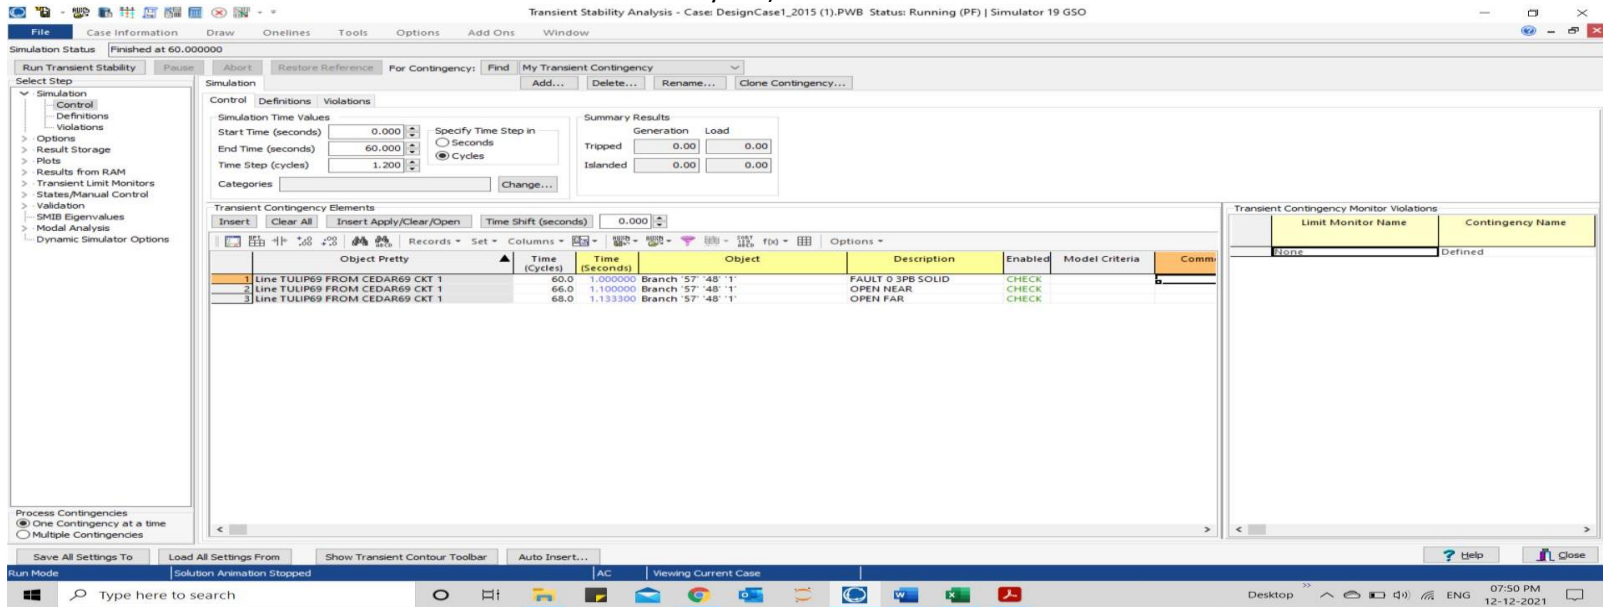 Transient Stability Analysis - Case: DesignCase1_2015 (1).PWB Status: Running (PF) | Simulator 19 GSO
File Case Information Draw Onelines Tools Options Add Ons Window
Simulation Status Finished at 60.000000
Run Transient Stability Pause Abort Restore Reference For Contingency: Find My Transient Contingency
Select Step
Simulation
Control
Definitions
Violations
Options
Result Storage
Plots
Results from RAM
Transient Limit Monitors
States/Manual Control
Validation
SMIB Eigenvalues
Modal Analysis
Dynamic Simulator Options
Process Contingencies
One Contingency at a time
Multiple Contingencies
Simulation Add... Delete... Rename... Clone Contingency...
Control Definitions Violations
Simulation Time Values
Start Time (seconds) 0.000
End Time (seconds) 60.000
Time Step (cycles) 1.200
Specify Time Step in
Seconds
Cycles
Categories Change...
Summary Results
Generation Load
Tripped 0.00 0.00
Islanded 0.00 0.00
Transient Contingency Elements
Insert Clear All Insert Apply/Clear/Open Time Shift (seconds) 0.000
Records Set Columns f(x) Options
Object Pretty Time (Cycles) Time (Seconds) Object Description Enabled Model Criteria Comme
1 Line TULIP69 FROM CEDAR69 CKT 1 60.0 1.000000 Branch '57' '48' '1' FAULT 0 3PB SOLID CHECK
2 Line TULIP69 FROM CEDAR69 CKT 1 66.0 1.100000 Branch '57' '48' '1' OPEN NEAR CHECK
3 Line TULIP69 FROM CEDAR69 CKT 1 68.0 1.133300 Branch '57' '48' '1' OPEN FAR CHECK
Transient Contingency Monitor Violations
Limit Monitor Name Contingency Name
None Defined
Save All Settings To Load All Settings From Show Transient Contour Toolbar Auto Insert... ? Help Close
Run Mode Solution Animation Stopped AC Viewing Current Case
Type here to search Desktop ENG 07:50 PM
12-12-2021